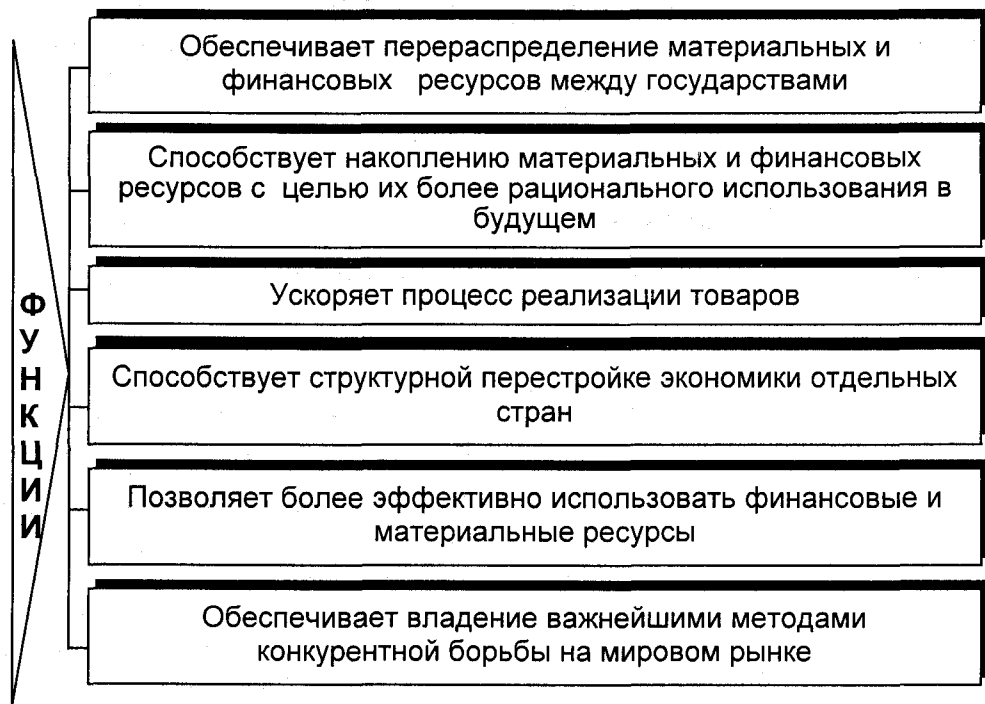 ФУНКЦИИ
Обеспечивает перераспределение материальных и
финансовых ресурсов между государствами
Способствует накоплению материальных и финансовых
ресурсов с целью их более рационального использования в
будущем
Ускоряет процесс реализации товаров
Способствует структурной перестройке экономики отдельных
стран
Позволяет более эффективно использовать финансовые и
материальные ресурсы
Обеспечивает владение важнейшими методами
конкурентной борьбы на мировом рынке